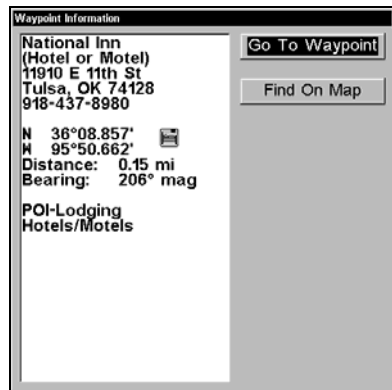 Waypoint Information
National Inn
(Hotel or Motel)
11910 E 11th St
Tulsa, OK 74128
918-437-8980
N 36°08.857'
W 95°50.662'
Distance: 0.15 mi
Bearing: 206° mag
POI-Lodging
Hotels/Motels
Go To Waypoint
Find On Map